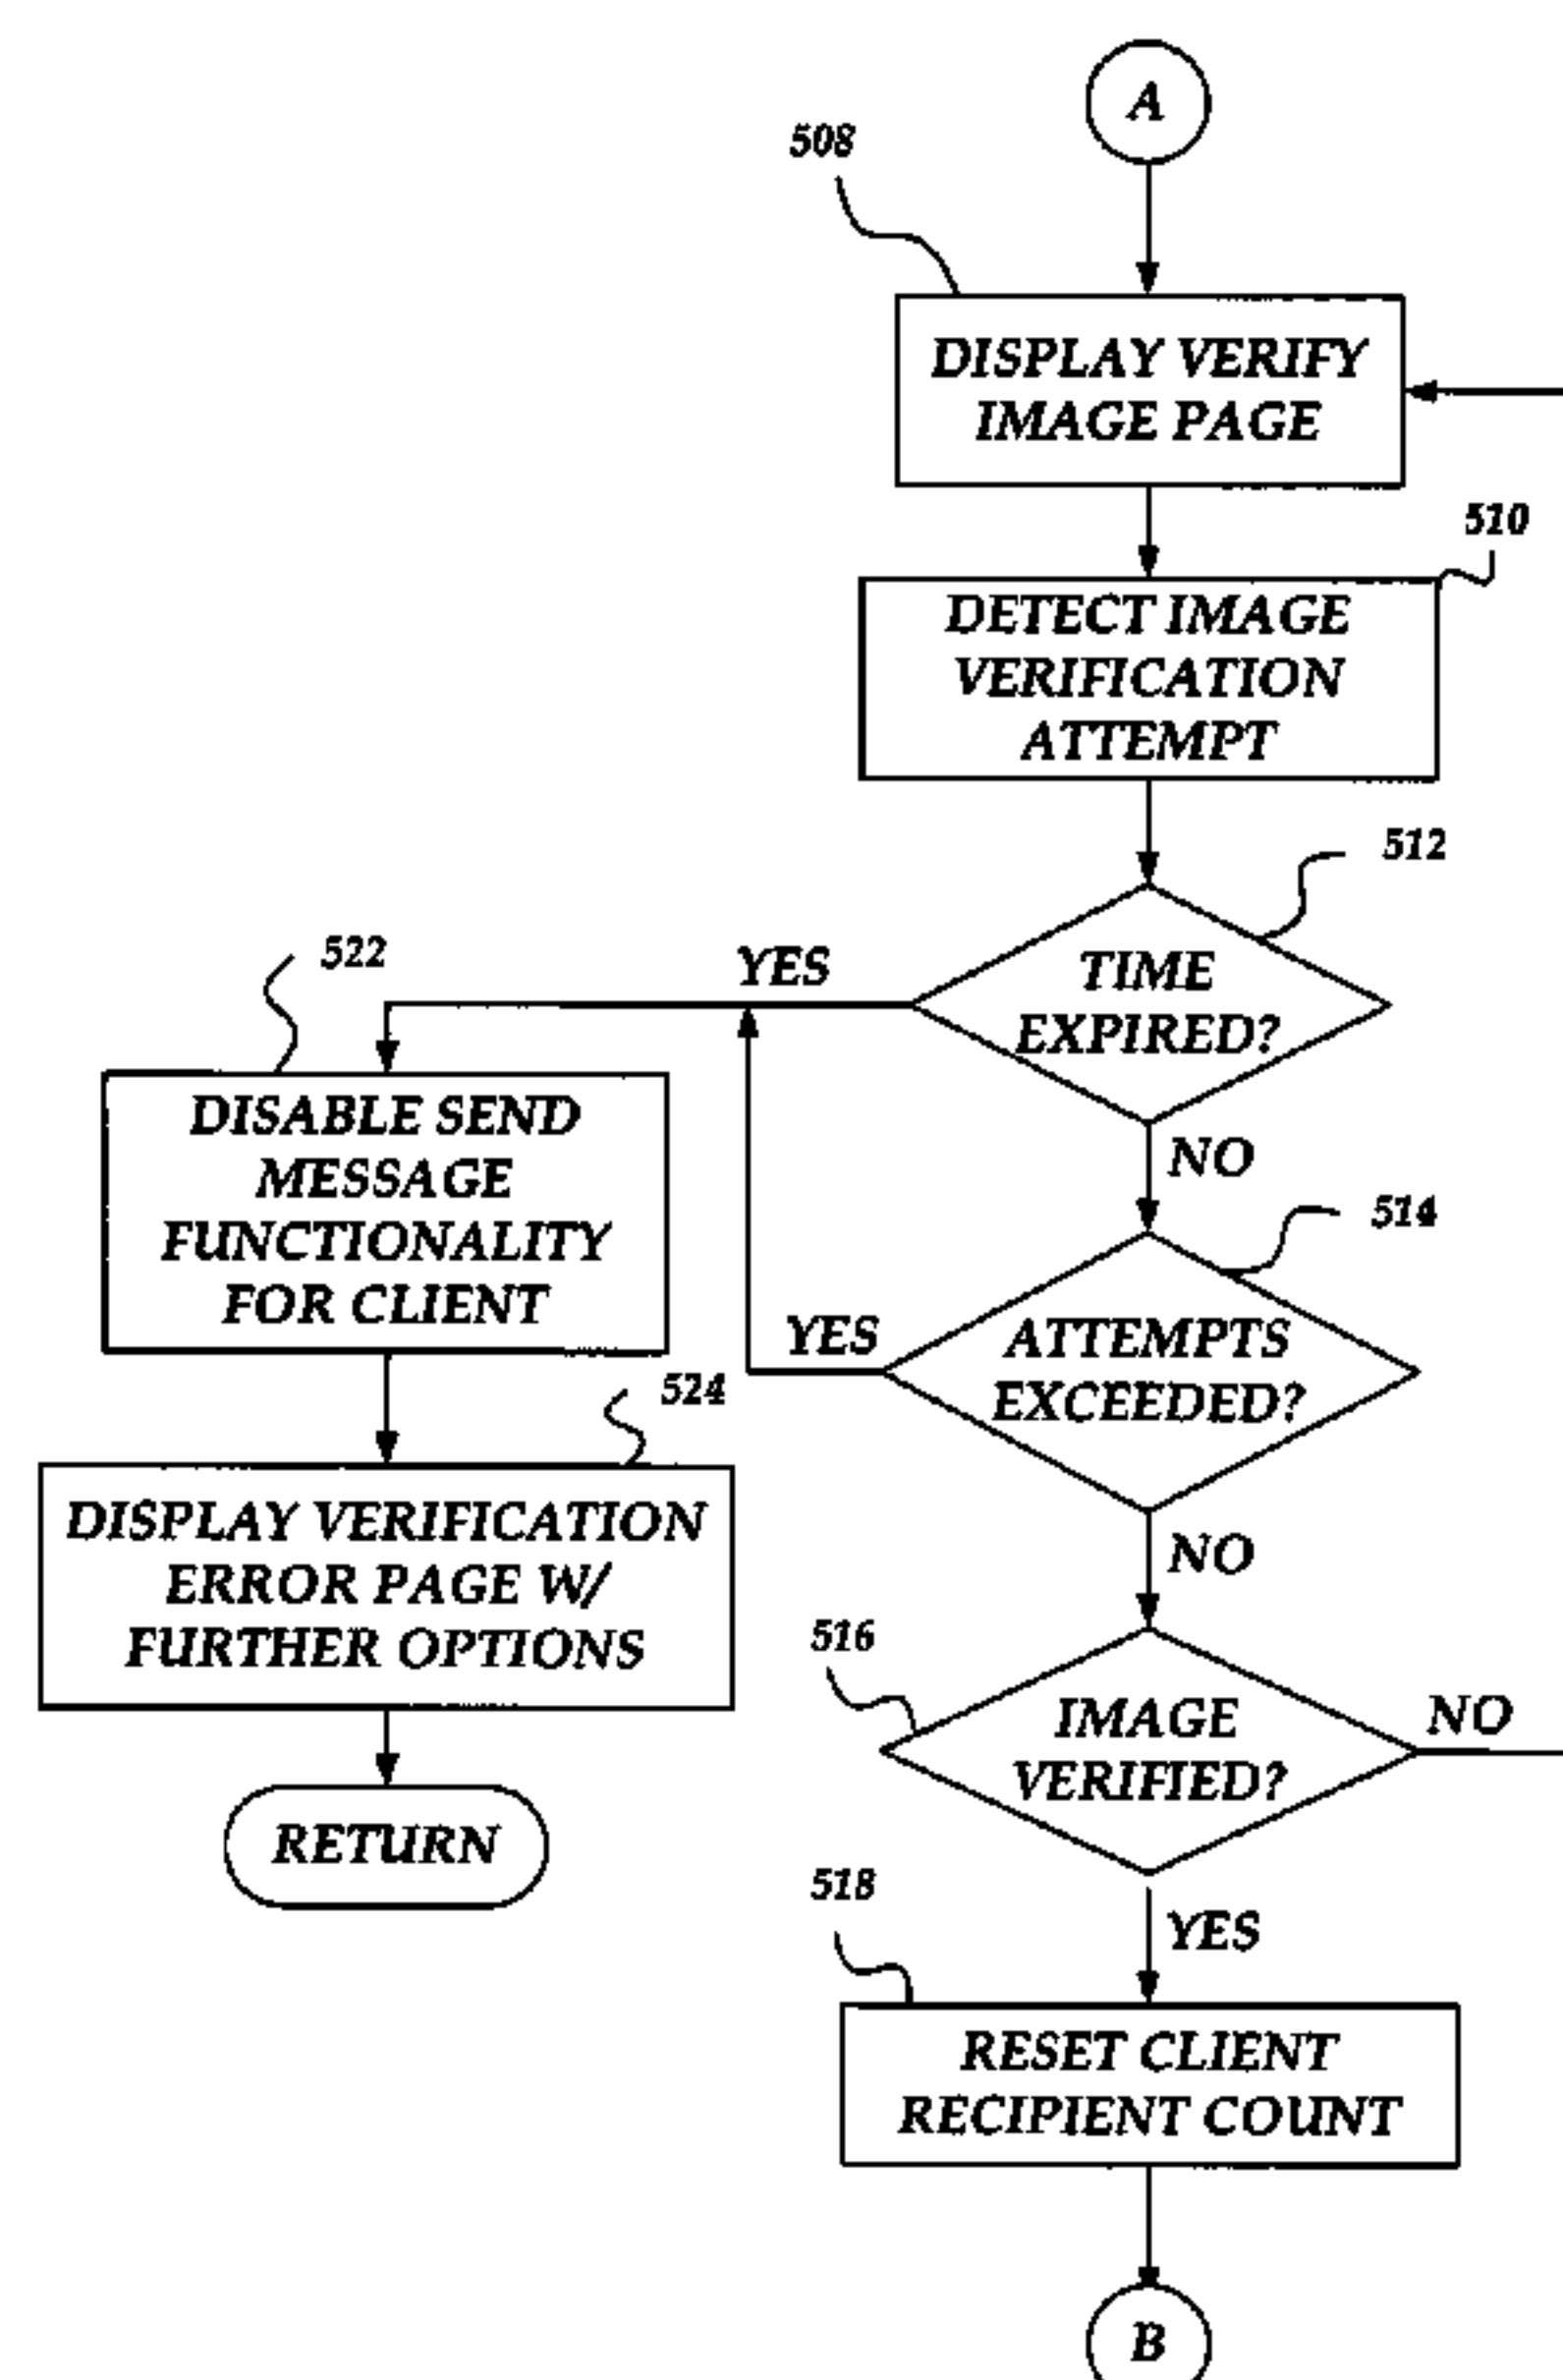 A
508
DISPLAY VERIFY
IMAGE PAGE
510
DETECT IMAGE
VERIFICATION
ATTEMPT
512
TIME
EXPIRED?
YES
522
DISABLE SEND
MESSAGE
FUNCTIONALITY
FOR CLIENT
NO
514
ATTEMPTS
EXCEEDED?
YES
524
DISPLAY VERIFICATION
ERROR PAGE W/
FURTHER OPTIONS
RETURN
NO
516
IMAGE
VERIFIED?
NO
YES
518
RESET CLIENT
RECIPIENT COUNT
B